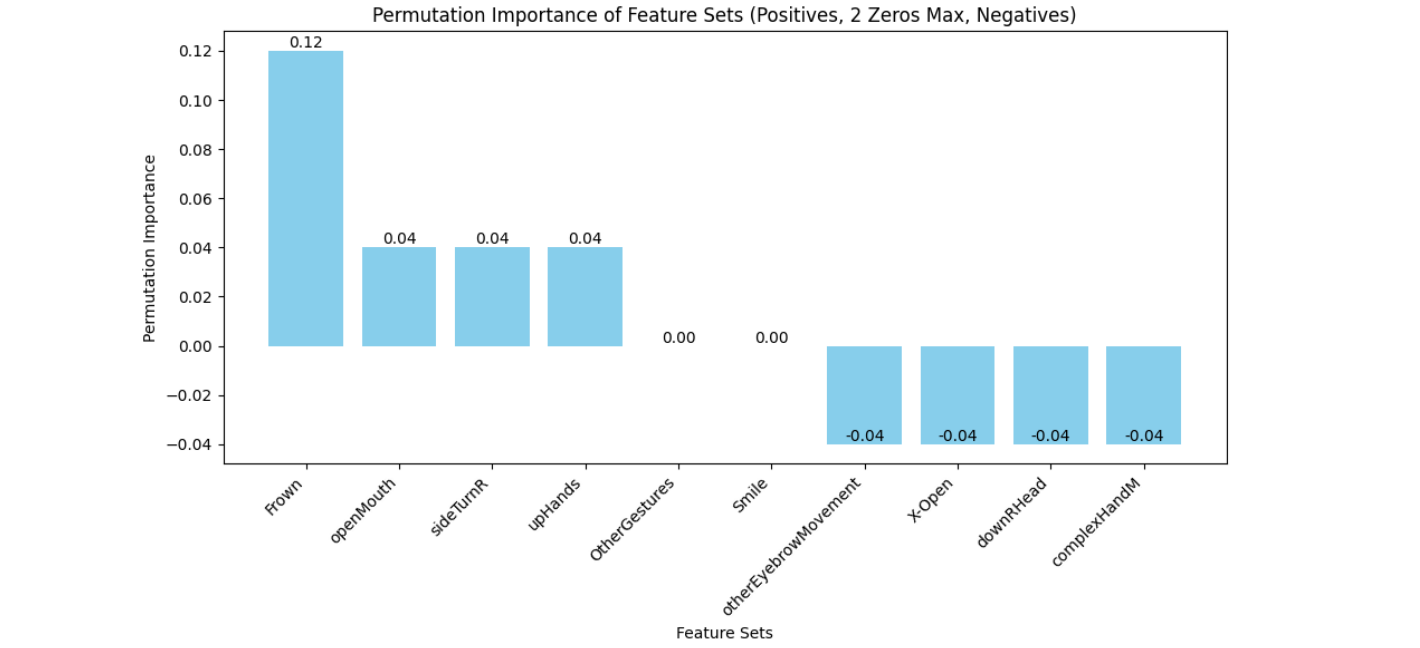 Permutation Importance of Feature Sets (Positives, 2 Zeros Max, Negatives)
Permutation Importance
0.12
0.10
0.08
0.06
0.04
0.02
0.00
−0.02
−0.04
0.12
0.04
0.04
0.04
0.00
0.00
-0.04
-0.04
-0.04
-0.04
Frown
openMouth
sideTurnR
upHands
OtherGestures
Smile
otherEyebrowMovement
X-Open
downRHead
complexHandM
Feature Sets